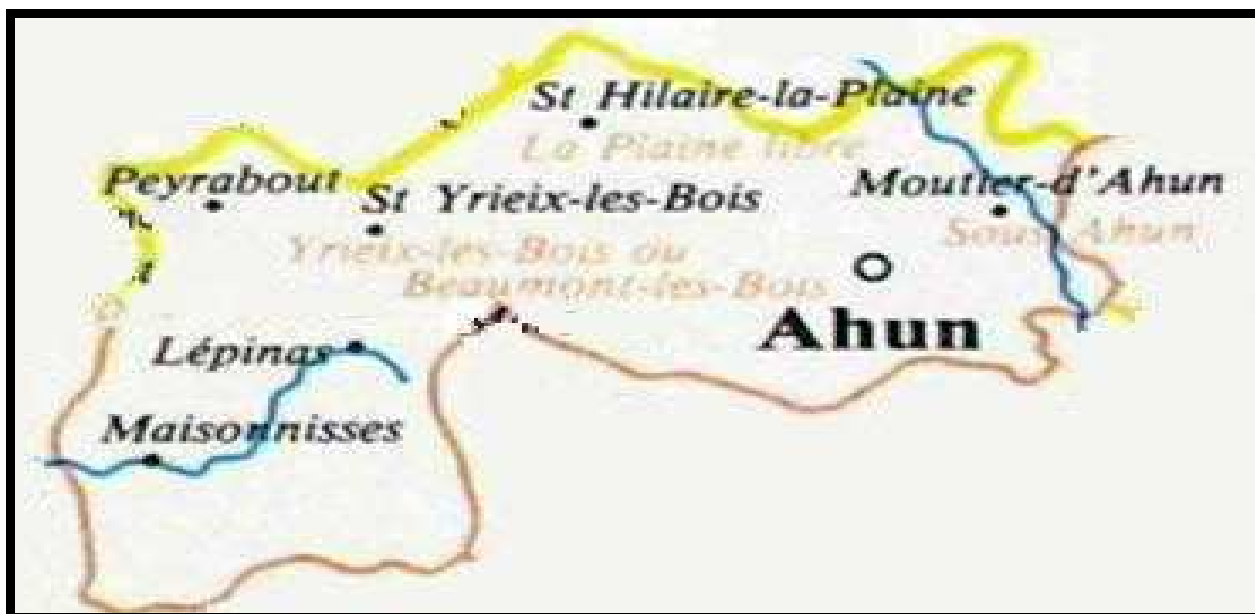 St Hilaire-la-Plaine
La Plaine libre
Peyrabout
St Yrieix-les-Bois
Moutier-d'Ahun
Sous Ahun
Yrieix-les-Bois ou
Beaumont-les-Bois
Ahun
Lépinas
Maisonnisses